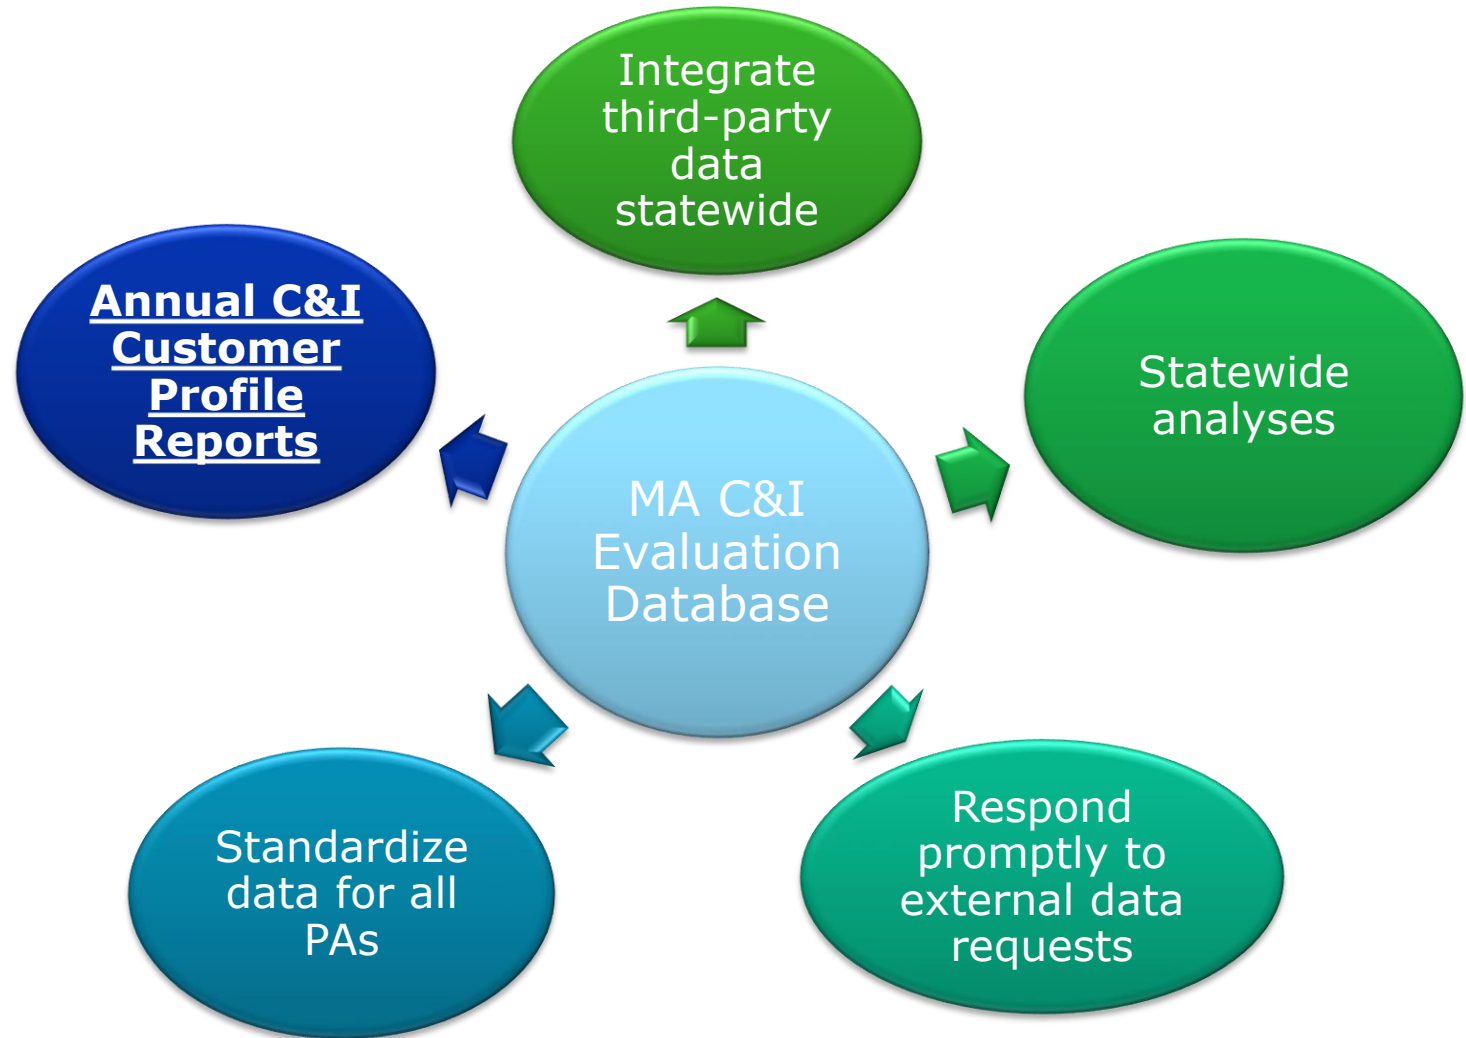 Integrate
third-party
data
statewide
Annual C&I
Customer
Profile
Reports
Statewide
analyses
MA C&I
Evaluation
Database
Standardize
data for all
PAs
Respond
promptly to
external data
requests